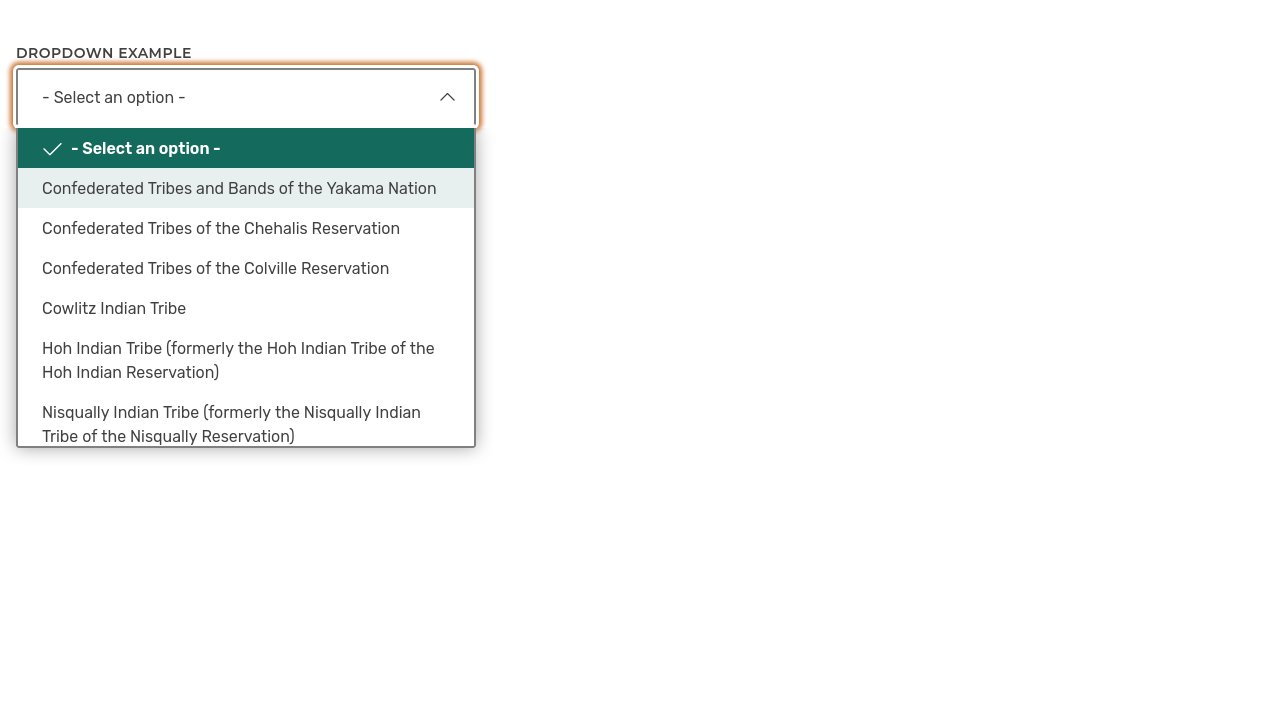 DROPDOWN EXAMPLE
- Select an option -
- Select an option -
Confederated Tribes and Bands of the Yakama Nation
Confederated Tribes of the Chehalis Reservation
Confederated Tribes of the Colville Reservation
Cowlitz Indian Tribe
Hoh Indian Tribe (formerly the Hoh Indian Tribe of the
Hoh Indian Reservation)
Nisqually Indian Tribe (formerly the Nisqually Indian
Tribe of the Nisqually Reservation)